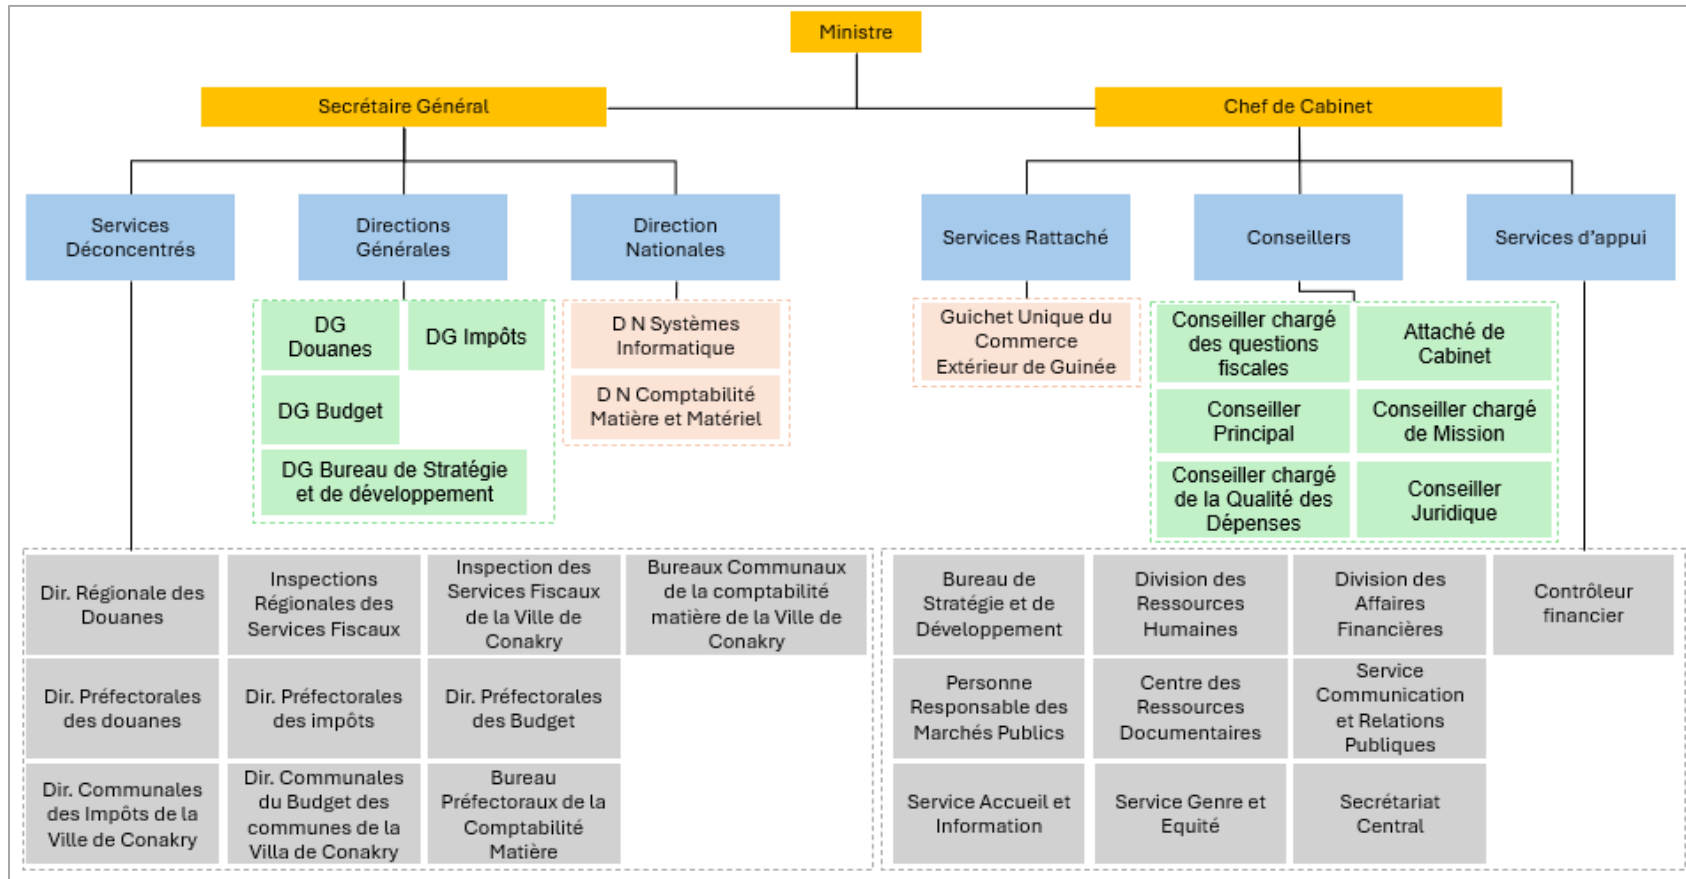 Ministre
Secrétaire Général
Chef de Cabinet
Services
Déconcentrés
Directions
Générales
Direction
Nationales
Services Rattaché
Conseillers
Services d'appui
DG
Douanes
DG Impôts
DG Budget
DG Bureau de Stratégie
et de développement
D N Systèmes
Informatique
D N Comptabilité
Matière et Matériel
Guichet Unique du
Commerce
Extérieur de Guinée
Conseiller chargé
des questions
fiscales
Attaché de
Cabinet
Conseiller
Principal
Conseiller chargé
de Mission
Conseiller chargé
de la Qualité des
Dépenses
Conseiller
Juridique
Dir. Régionale des
Douanes
Inspections
Régionales des
Services Fiscaux
Inspection des
Services Fiscaux
de la Ville de
Conakry
Bureaux Communaux
de la comptabilité
matière de la Ville de
Conakry
Dir. Préfectorales
des douanes
Dir. Préfectorales
des impôts
Dir. Préfectorales
des Budget
Dir. Communales
des Impôts de la
Ville de Conakry
Dir. Communales
du Budget des
communes de la
Villa de Conakry
Bureau
Préfectoraux de la
Comptabilité
Matière
Bureau de
Stratégie et de
Développement
Division des
Ressources
Humaines
Division des
Affaires
Financières
Contrôleur
financier
Personne
Responsable des
Marchés Publics
Centre des
Ressources
Documentaires
Service
Communication
et Relations
Publiques
Service Accueil et
Information
Service Genre et
Equité
Secrétariat
Central